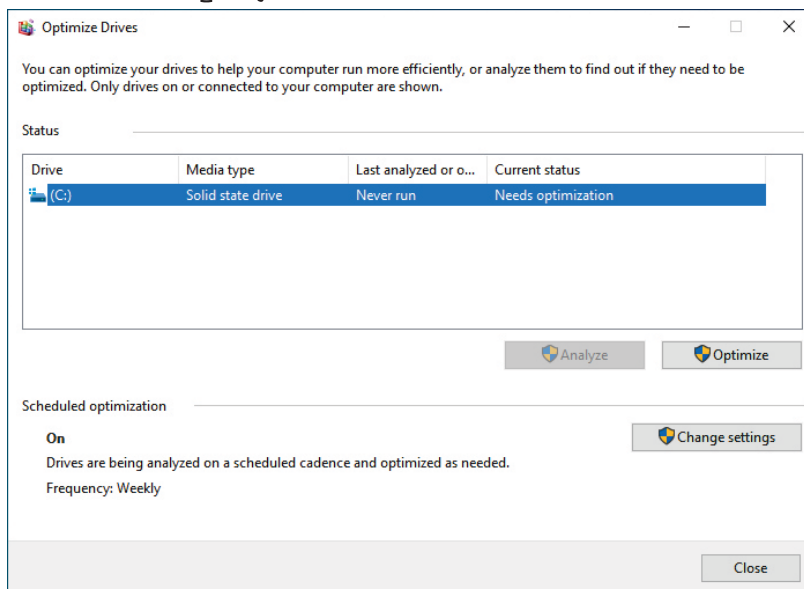 Optimize Drives
You can optimize your drives to help your computer run more efficiently, or analyze them to find out if they need to be
optimized. Only drives on or connected to your computer are shown.
Status
Drive Media type Last analyzed or o... Current status
(C:) Solid state drive Never run Needs optimization
Analyze Optimize
Scheduled optimization
On Change settings
Drives are being analyzed on a scheduled cadence and optimized as needed.
Frequency: Weekly
Close